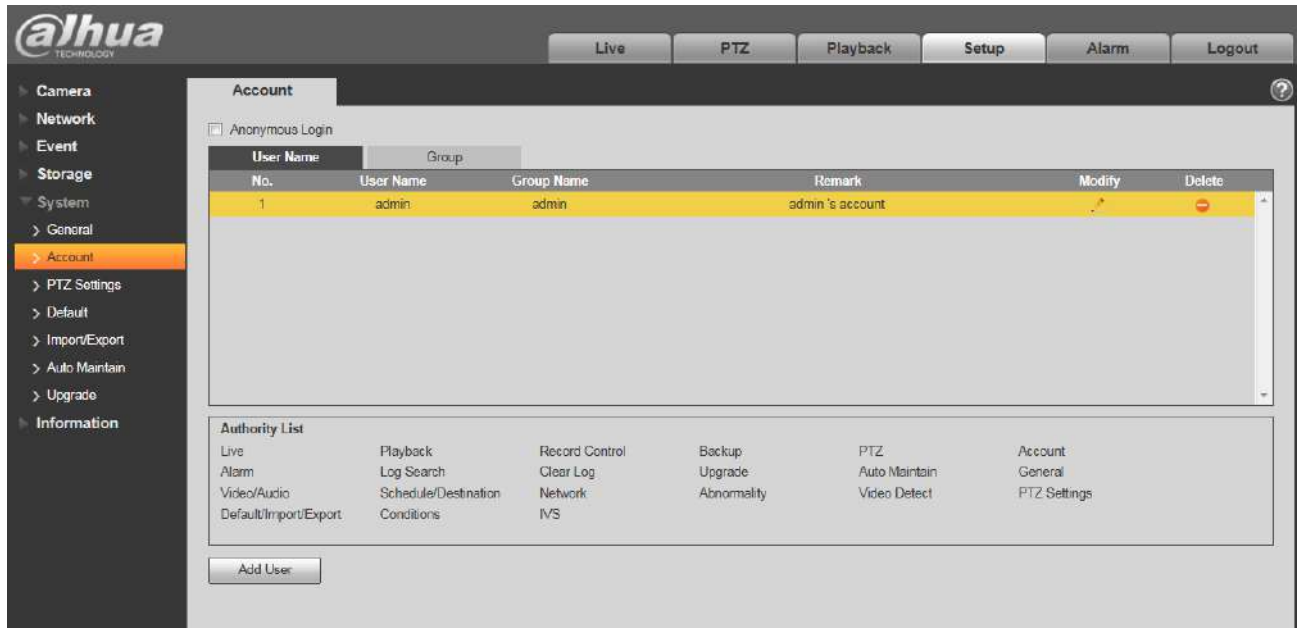 alhua
TECHNOLOGY
Live PTZ Playback Setup Alarm Logout
Camera
Network
Event
Storage
System
General
Account
PTZ Settings
Default
Import/Export
Auto Maintain
Upgrade
Information
Account
?
Anonymous Login
User Name Group
No. User Name Group Name Remark Modify Delete
1 admin admin admin 's account
Authority List
Live Playback Record Control Backup PTZ Account
Alarm Log Search Clear Log Upgrade Auto Maintain General
Video/Audio Schedule/Destination Network Abnormality Video Detect PTZ Settings
Default/Import/Export Conditions IVS
Add User